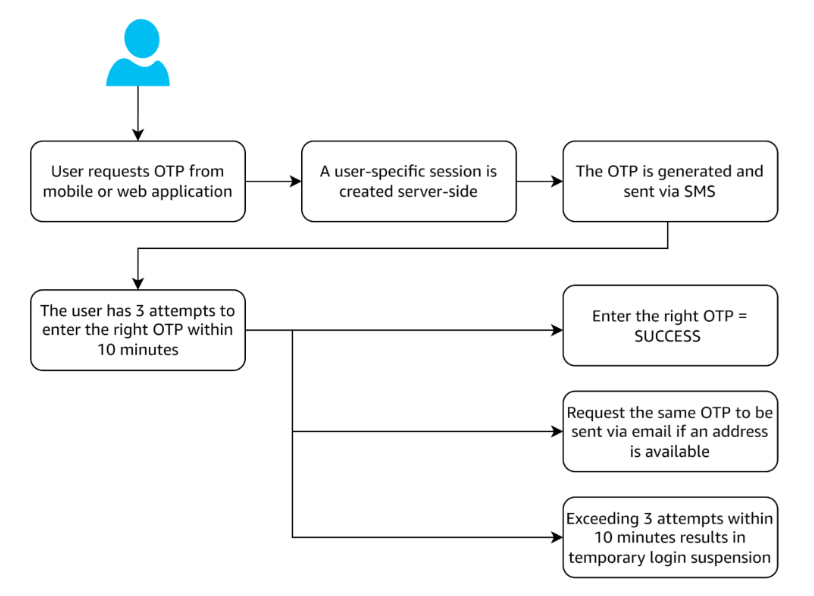 User requests OTP from
mobile or web application
A user-specific session is
created server-side
The OTP is generated and
sent via SMS
The user has 3 attempts to
enter the right OTP within
10 minutes
Enter the right OTP =
SUCCESS
Request the same OTP to be
sent via email if an address
is available
Exceeding 3 attempts within
10 minutes results in
temporary login suspension